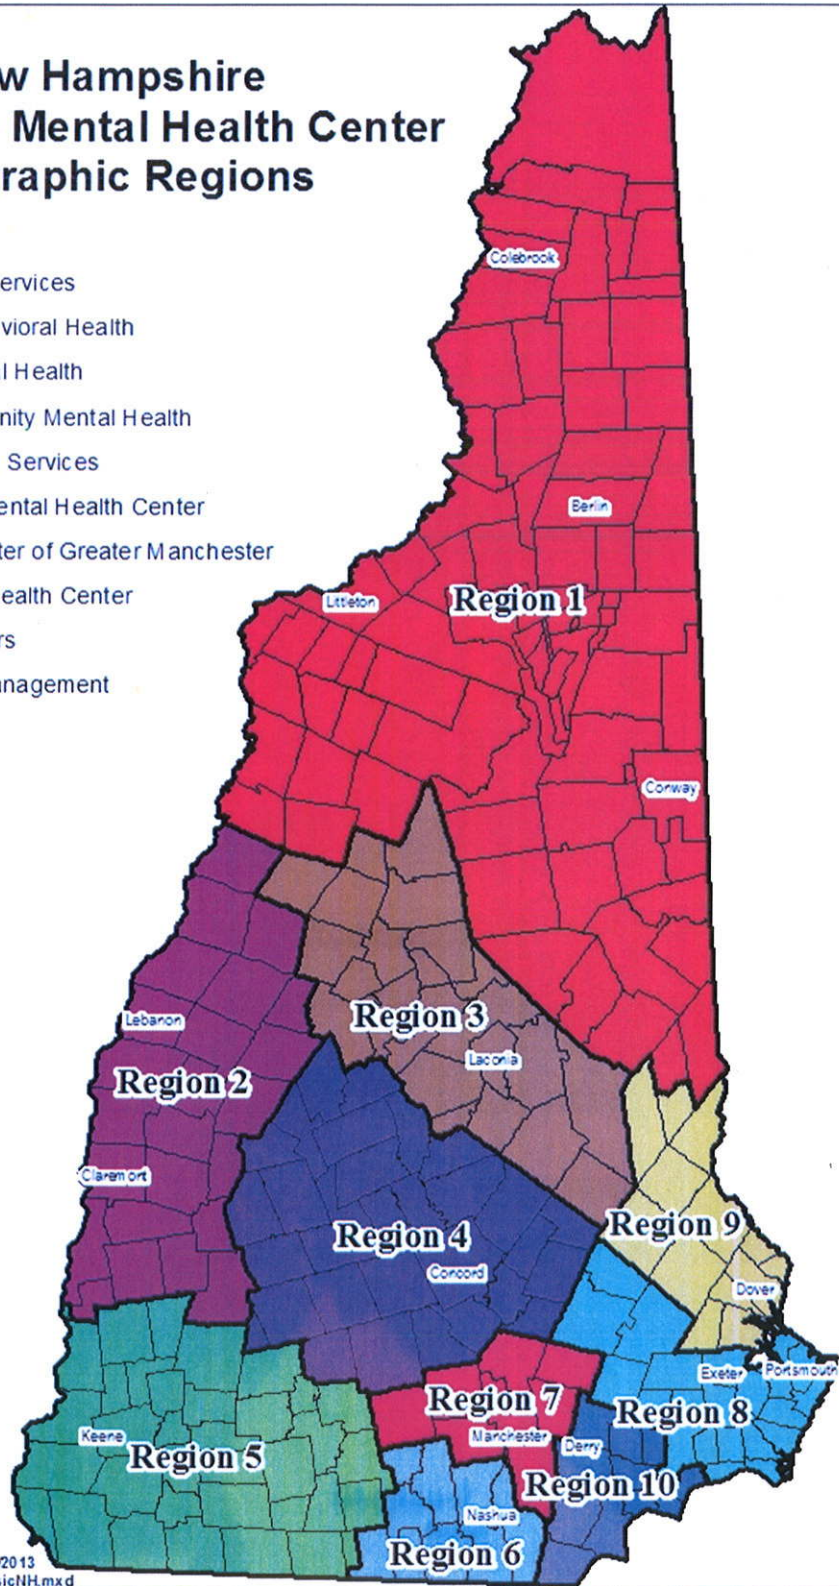 w Hampshire
Mental Health Center
raphic Regions
ervices
vioral Health
l Health
nity Mental Health
Services
ental Health Center
ter of Greater Manchester
ealth Center
rs
nagement
Colebrook
Berlin
Littleton
Region 1
Conway
Region 3
Lebanon
Laconia
Region 2
Claremont
Region 9
Region 4
Concord
Dover
Exeter
Portsmouth
Region 7
Region 8
Keene
Manchester
Derry
Region 5
Region 10
Nashua
Region 6
/2013
sicNH.mxd